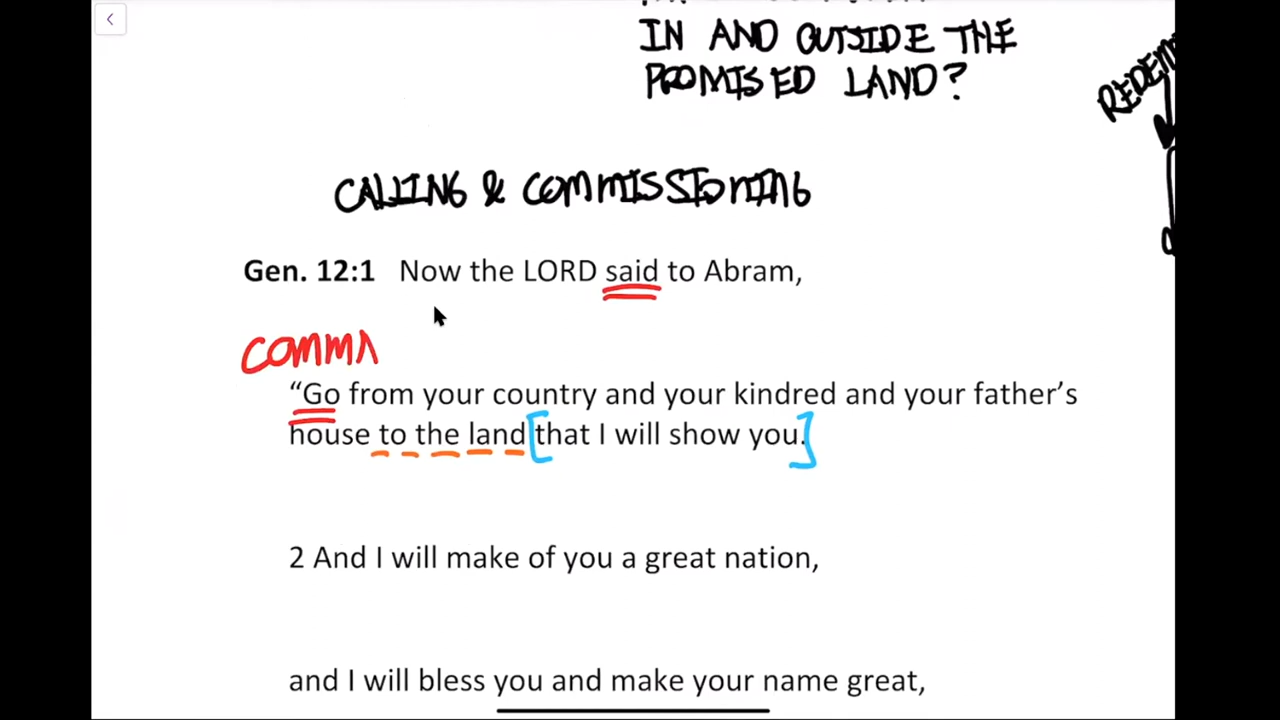 IN AND OUTSIDE THE
PROMISED LAND?
REDEM
CALLING & COMMISSIONING
Gen. 12:1 Now the LORD said to Abram,
COMM
“Go from your country and your kindred and your father’s
house to the land [that I will show you.]
2 And I will make of you a great nation,
and I will bless you and make your name great,